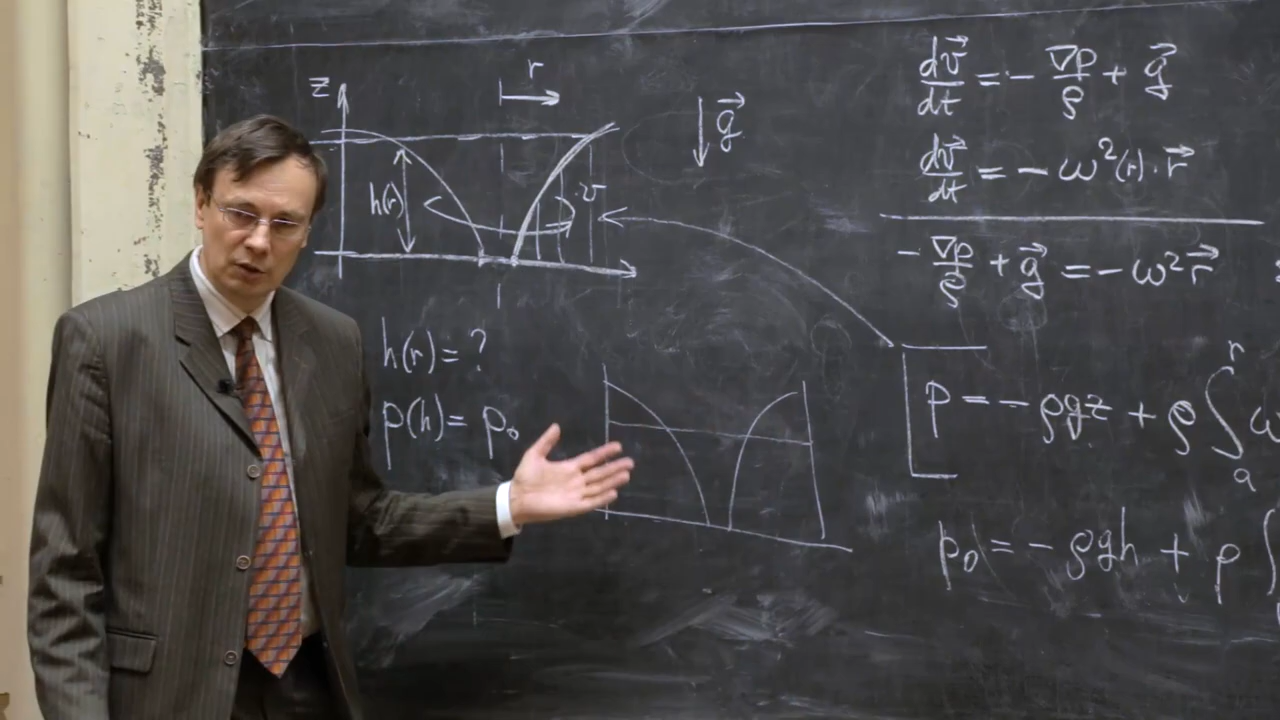 z
r
g⃗
h(r)
v
h(r) = ?
p(h) = p₀
dv⃗/dt = - ∇p/ρ + g⃗
dv⃗/dt = - ω²(r)·r⃗
- ∇p/ρ + g⃗ = - ω² r⃗
p = - ρgz + ρ ∫ₐʳ ω
p₀ = - ρgh + ρ ∫